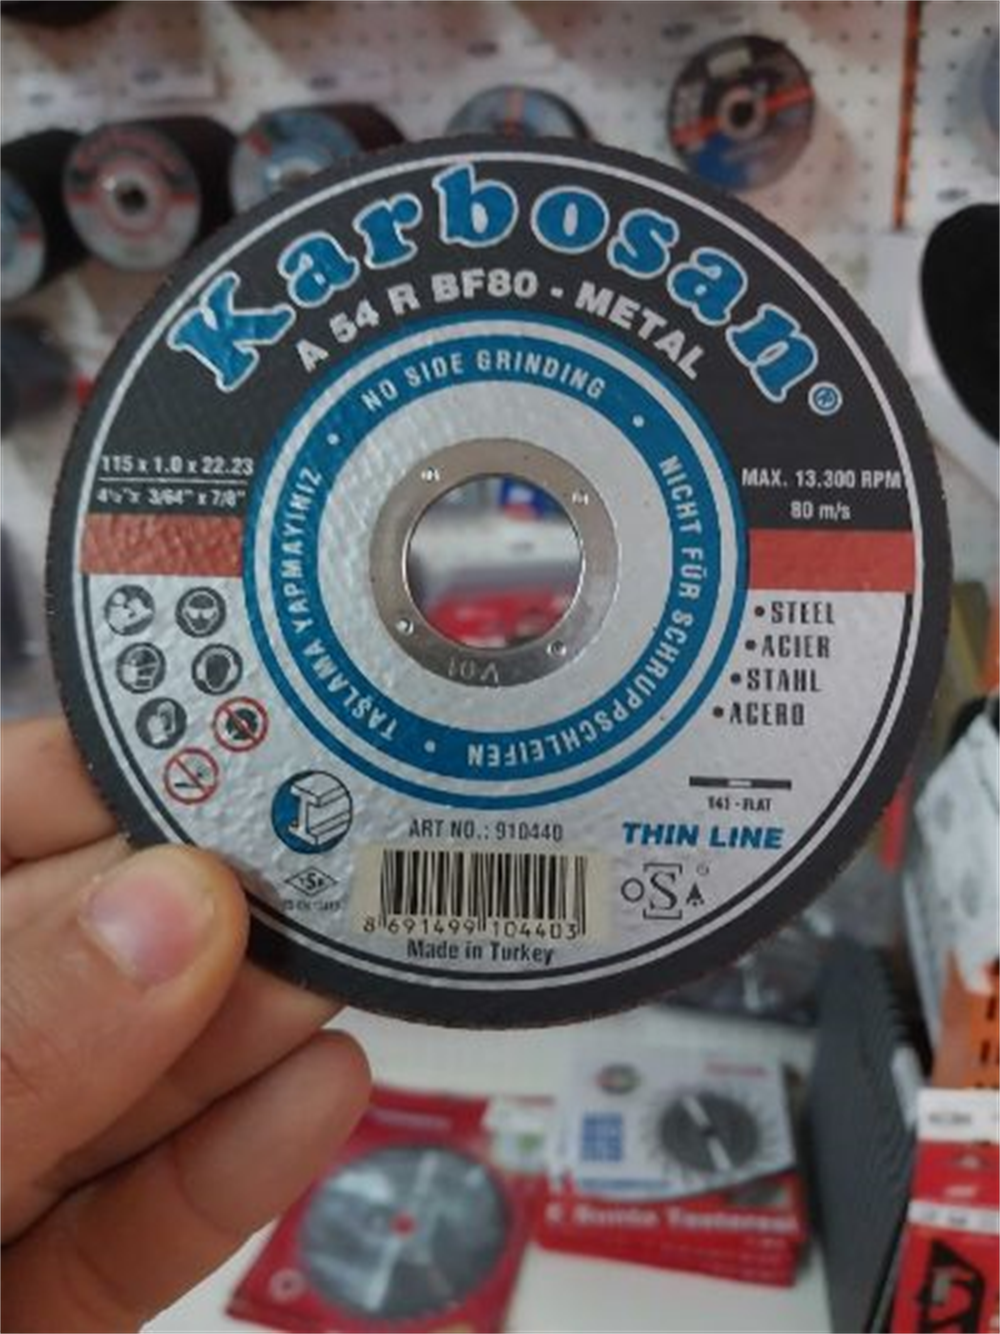 Karbosan®
A 54 R BF80 - METAL
NO SIDE GRINDING • NICHT FÜR SCHRUPPSCHLEIFEN • TAŞLAMA YAPMAYINIZ •
115 x 1.0 x 22.23
4½" x 3/64" x 7/8"
MAX. 13.300 RPM
80 m/s
V01
•STEEL
•ACIER
•STAHL
•ACERO
T41 - FLAT
THIN LINE
ART NO.: 910440
8 691499 104403
Made in Turkey
oSA